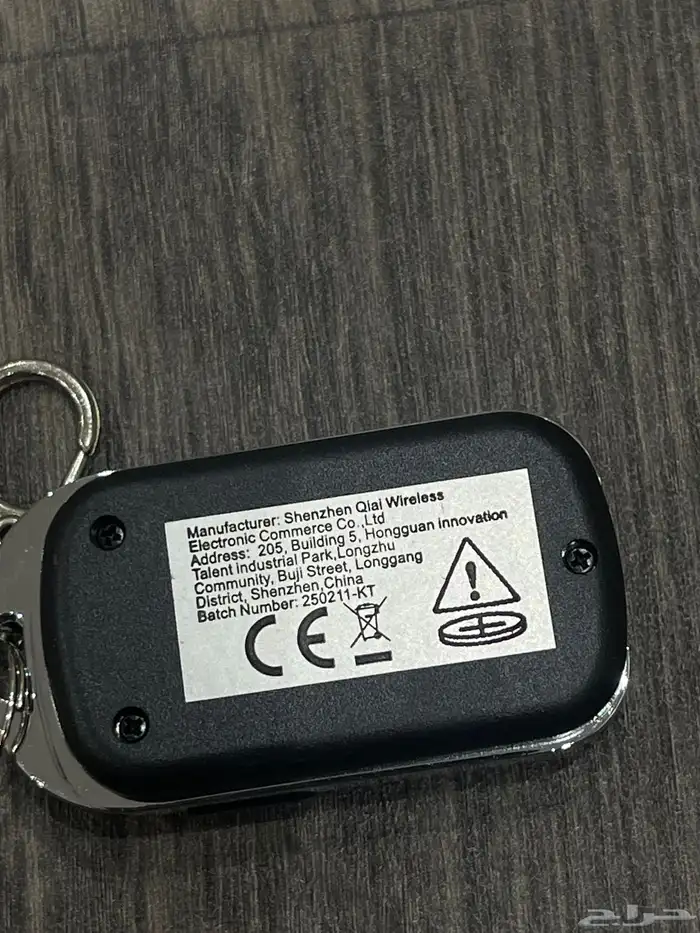 Manufacturer: Shenzhen Qiai Wireless
Electronic Commerce Co.,Ltd
Address: 205, Building 5, Hongguan innovation
Talent industrial Park,Longzhu
Community, Buji Street, Longgang
District, Shenzhen,China
Batch Number: 250211-KT
CE
حراج